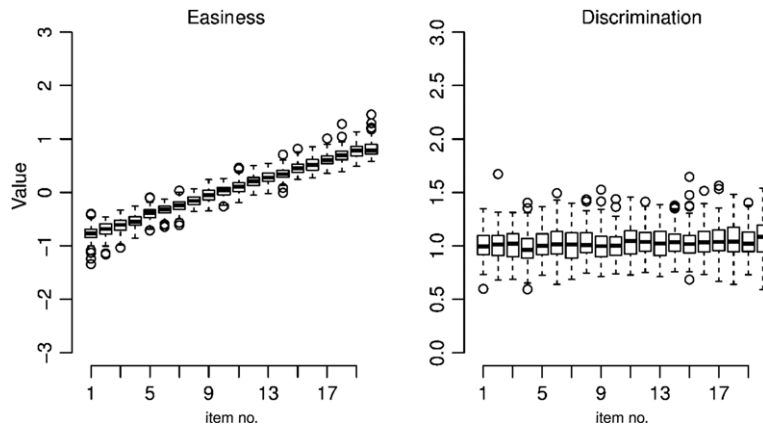 Easiness
Discrimination
Value
3
2
1
0
−1
−2
−3
1 5 9 13 17
item no.
3.0
2.5
2.0
1.5
1.0
0.5
0.0
1 5 9 13 17
item no.